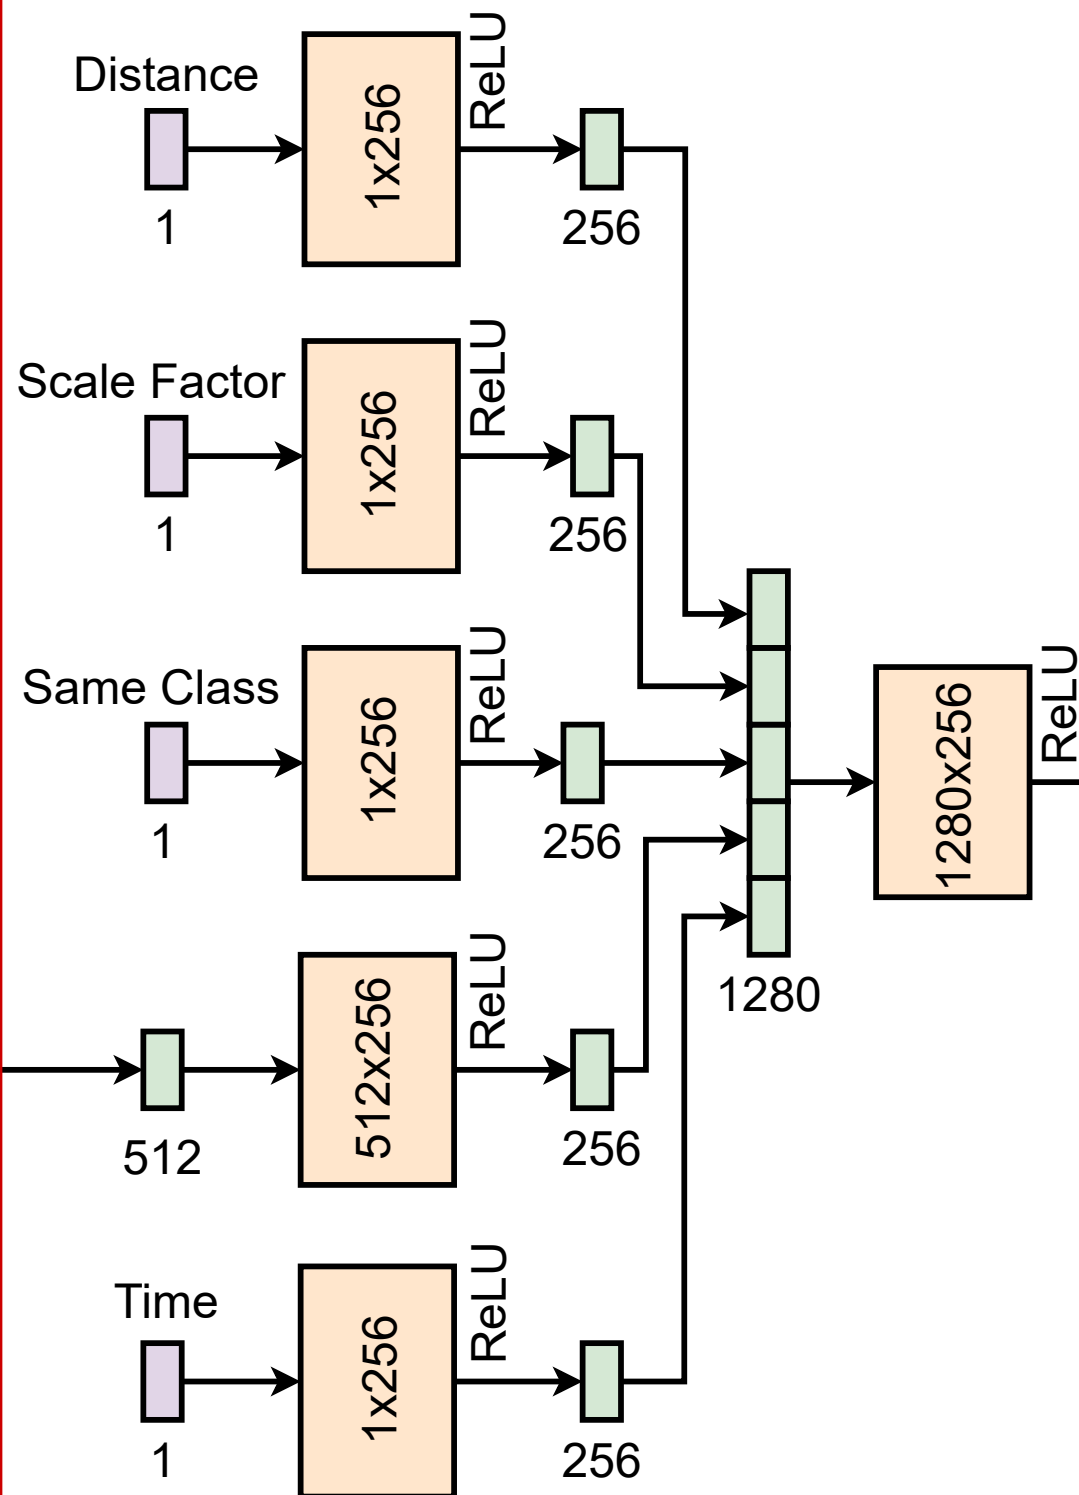 Distance
1
1x256
ReLU
256
Scale Factor
1
1x256
ReLU
256
Same Class
1
1x256
ReLU
256
512
512x256
ReLU
256
Time
1
1x256
ReLU
256
1280
1280x256
ReLU